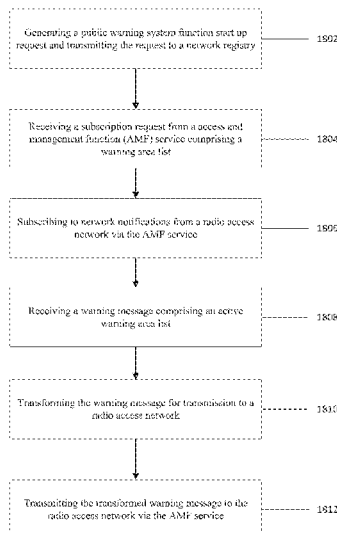 Generating a public warning system function start up
request and transmitting the request to a network registry
1802
Receiving a subscription request from a access and
management function (AMF) service comprising a
warning area list
1804
Subscribing to network notifications from a radio access
network via the AMF service
1806
Receiving a warning message comprising an active
warning area list
1808
Transforming the warning message for transmission to a
radio access network
1810
Transmitting the transformed warning message to the
radio access network via the AMF service
1812